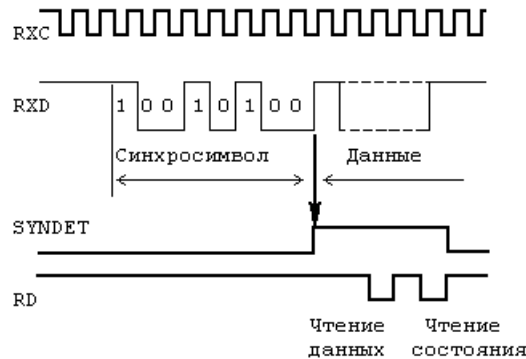 RXC
RXD
1 0 0 1 0 1 0 0
Синхросимвол
Данные
SYNDET
RD
Чтение данных
Чтение состояния